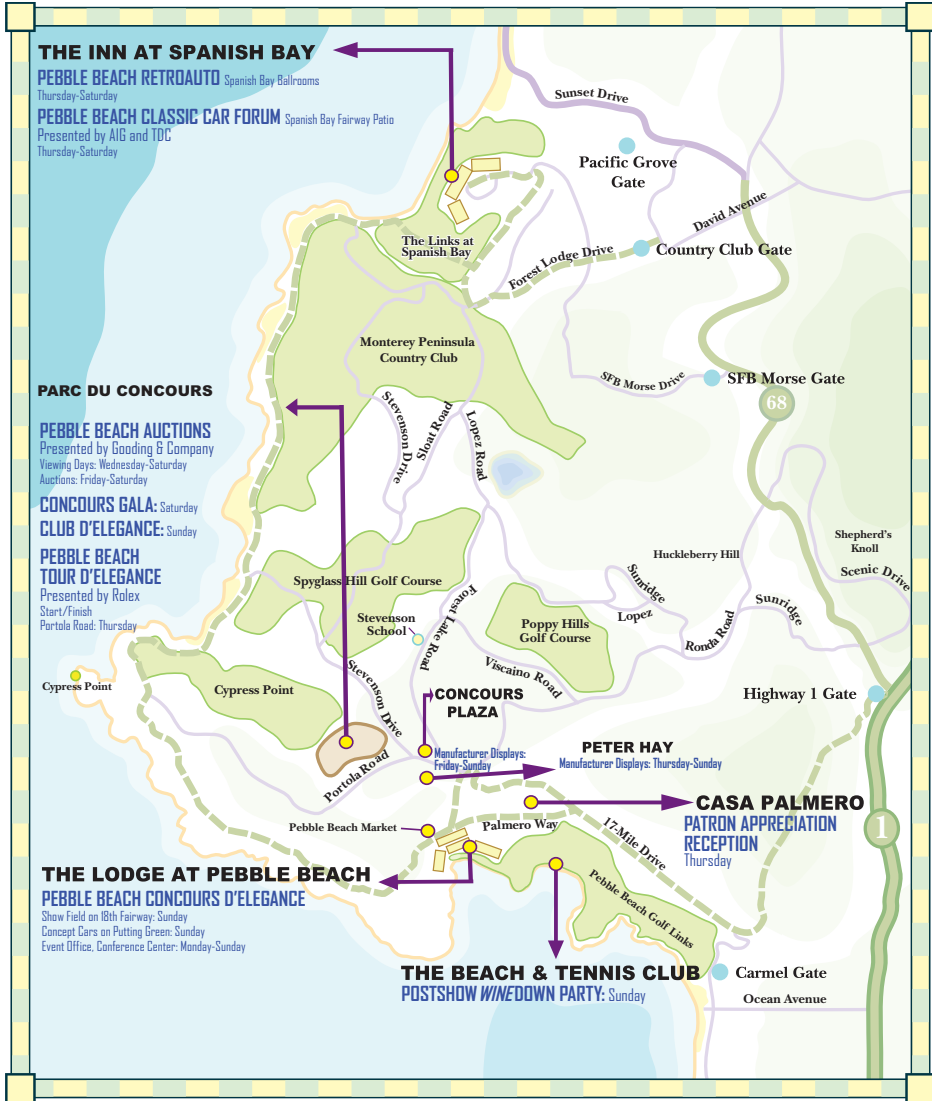 THE INN AT SPANISH BAY
PEBBLE BEACH RETROAUTO Spanish Bay Ballrooms
Thursday-Saturday
PEBBLE BEACH CLASSIC CAR FORUM Spanish Bay Fairway Patio
Presented by AIG and TDC
Thursday-Saturday
Sunset Drive
Pacific Grove
Gate
David Avenue
The Links at
Spanish Bay
Forest Lodge Drive
Country Club Gate
Monterey Peninsula
Country Club
SFB Morse Drive
SFB Morse Gate
68
PARC DU CONCOURS
PEBBLE BEACH AUCTIONS
Presented by Gooding & Company
Viewing Days: Wednesday-Saturday
Auctions: Friday-Saturday
CONCOURS GALA: Saturday
CLUB D'ELEGANCE: Sunday
PEBBLE BEACH
TOUR D'ELEGANCE
Presented by Rolex
Start/Finish
Portola Road: Thursday
Stevenson Drive
Sloat Road
Lopez Road
Huckleberry Hill
Shepherd's
Knoll
Scenic Drive
Spyglass Hill Golf Course
Stevenson
School
Forest Lake Road
Poppy Hills
Golf Course
Sunridge
Lopez
Ronda Road
Sunridge
Viscaino Road
Cypress Point
Cypress Point
Stevenson Drive
Highway 1 Gate
CONCOURS
PLAZA
Manufacturer Displays:
Friday-Sunday
PETER HAY
Manufacturer Displays: Thursday-Sunday
Portola Road
CASA PALMERO
PATRON APPRECIATION
RECEPTION
Thursday
1
Pebble Beach Market
Palmero Way
17-Mile Drive
THE LODGE AT PEBBLE BEACH
PEBBLE BEACH CONCOURS D'ELEGANCE
Show Field on 18th Fairway: Sunday
Concept Cars on Putting Green: Sunday
Event Office, Conference Center: Monday-Sunday
Pebble Beach Golf Links
THE BEACH & TENNIS CLUB
POSTSHOW WINEDOWN PARTY: Sunday
Carmel Gate
Ocean Avenue